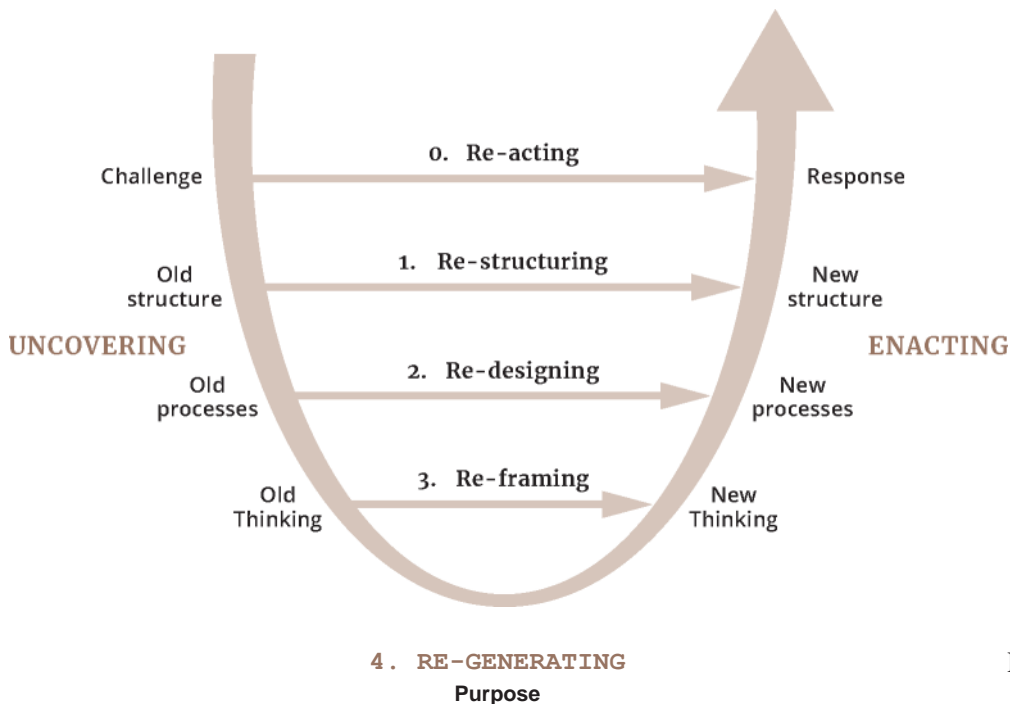 0. Re-acting
Challenge
Response
1. Re-structuring
Old
structure
New
structure
UNCOVERING
ENACTING
2. Re-designing
Old
processes
New
processes
3. Re-framing
Old
Thinking
New
Thinking
4. RE-GENERATING
Purpose